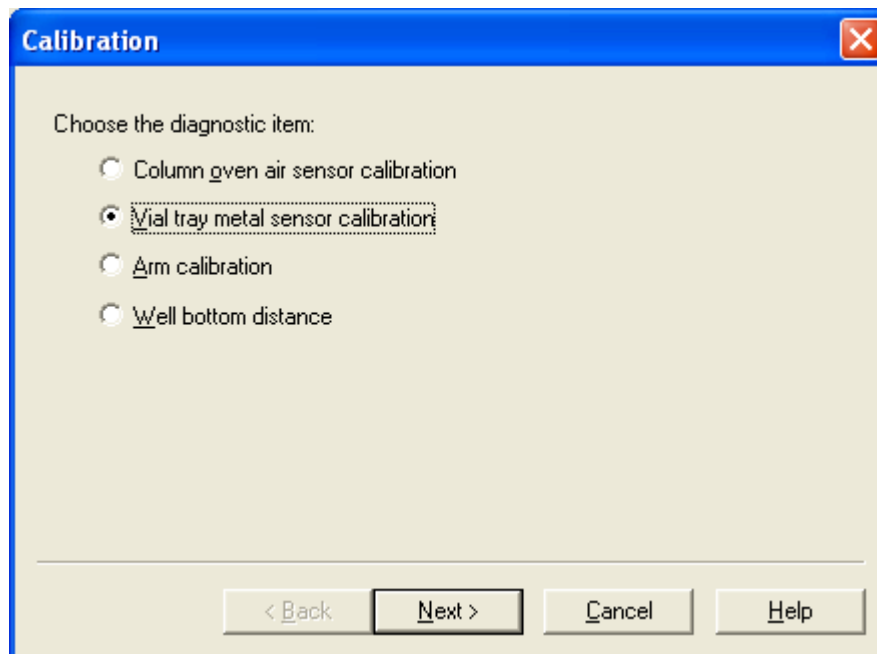 Calibration
Choose the diagnostic item:
Column oven air sensor calibration
Vial tray metal sensor calibration
Arm calibration
Well bottom distance
< Back Next > Cancel Help